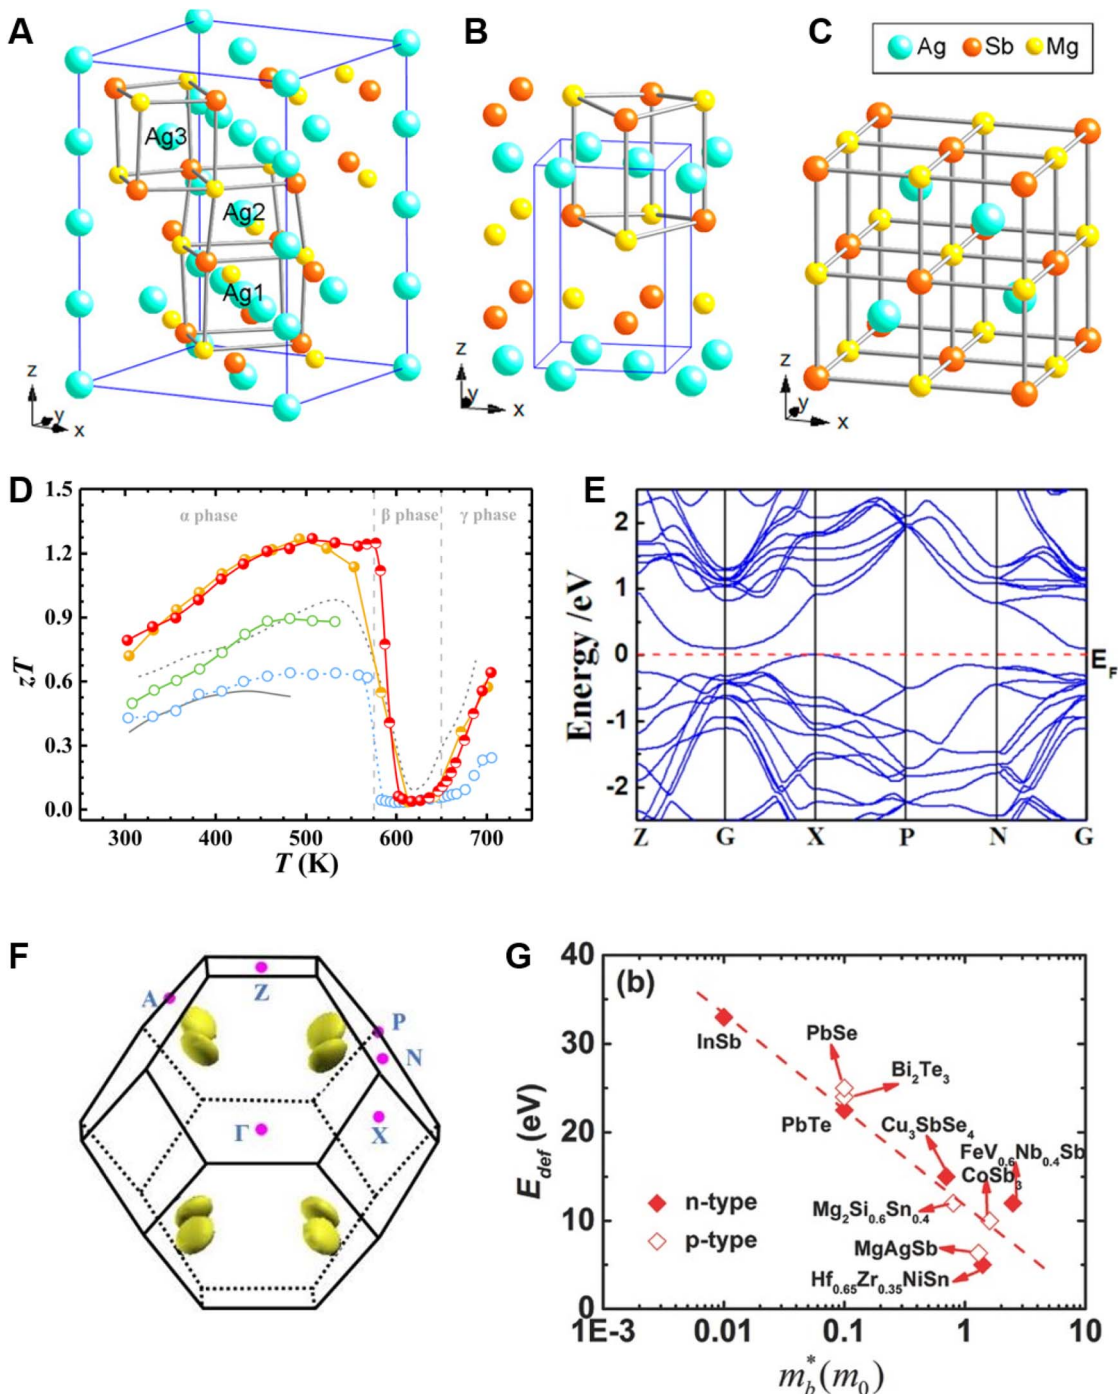 A
Ag3
Ag2
Ag1
z
y
x
B
z
y
x
C
Ag Sb Mg
z
y
x
D
1.5
1.2
0.9
0.6
0.3
0.0
zT
α phase
β phase
γ phase
300 400 500 600 700
T (K)
E
2
1
0
-1
-2
Energy /eV
E_F
Z G X P N G
F
A
Z
P
N
Γ
X
G
(b)
40
30
20
10
0
E_def (eV)
InSb
PbSe
Bi₂Te₃
PbTe
Cu₃SbSe₄
FeV₀.₆Nb₀.₄Sb
CoSb₃
Mg₂Si₀.₆Sn₀.₄
MgAgSb
Hf₀.₆₅Zr₀.₃₅NiSn
n-type
p-type
1E-3 0.01 0.1 1 10
m*_b(m₀)